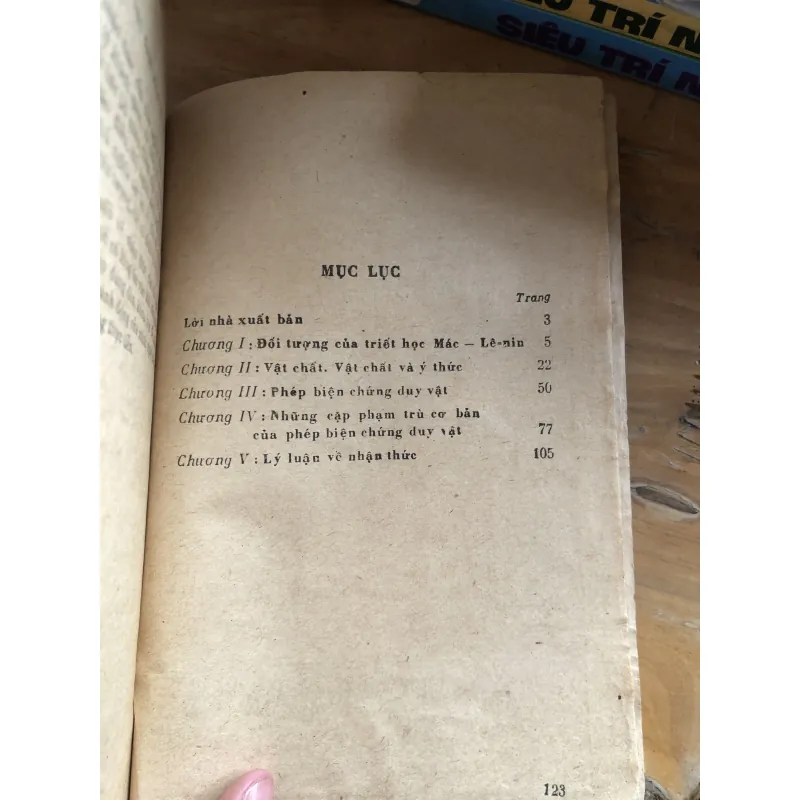 SIÊU TRÍ N
MỤC LỤC
Trang
Lời nhà xuất bản 3
Chương I : Đối tượng của triết học Mác — Lê-nin 5
Chương II : Vật chất. Vật chất và ý thức 22
Chương III : Phép biện chứng duy vật 50
Chương IV : Những cặp phạm trù cơ bản
của phép biện chứng duy vật 77
Chương V : Lý luận về nhận thức 105
123